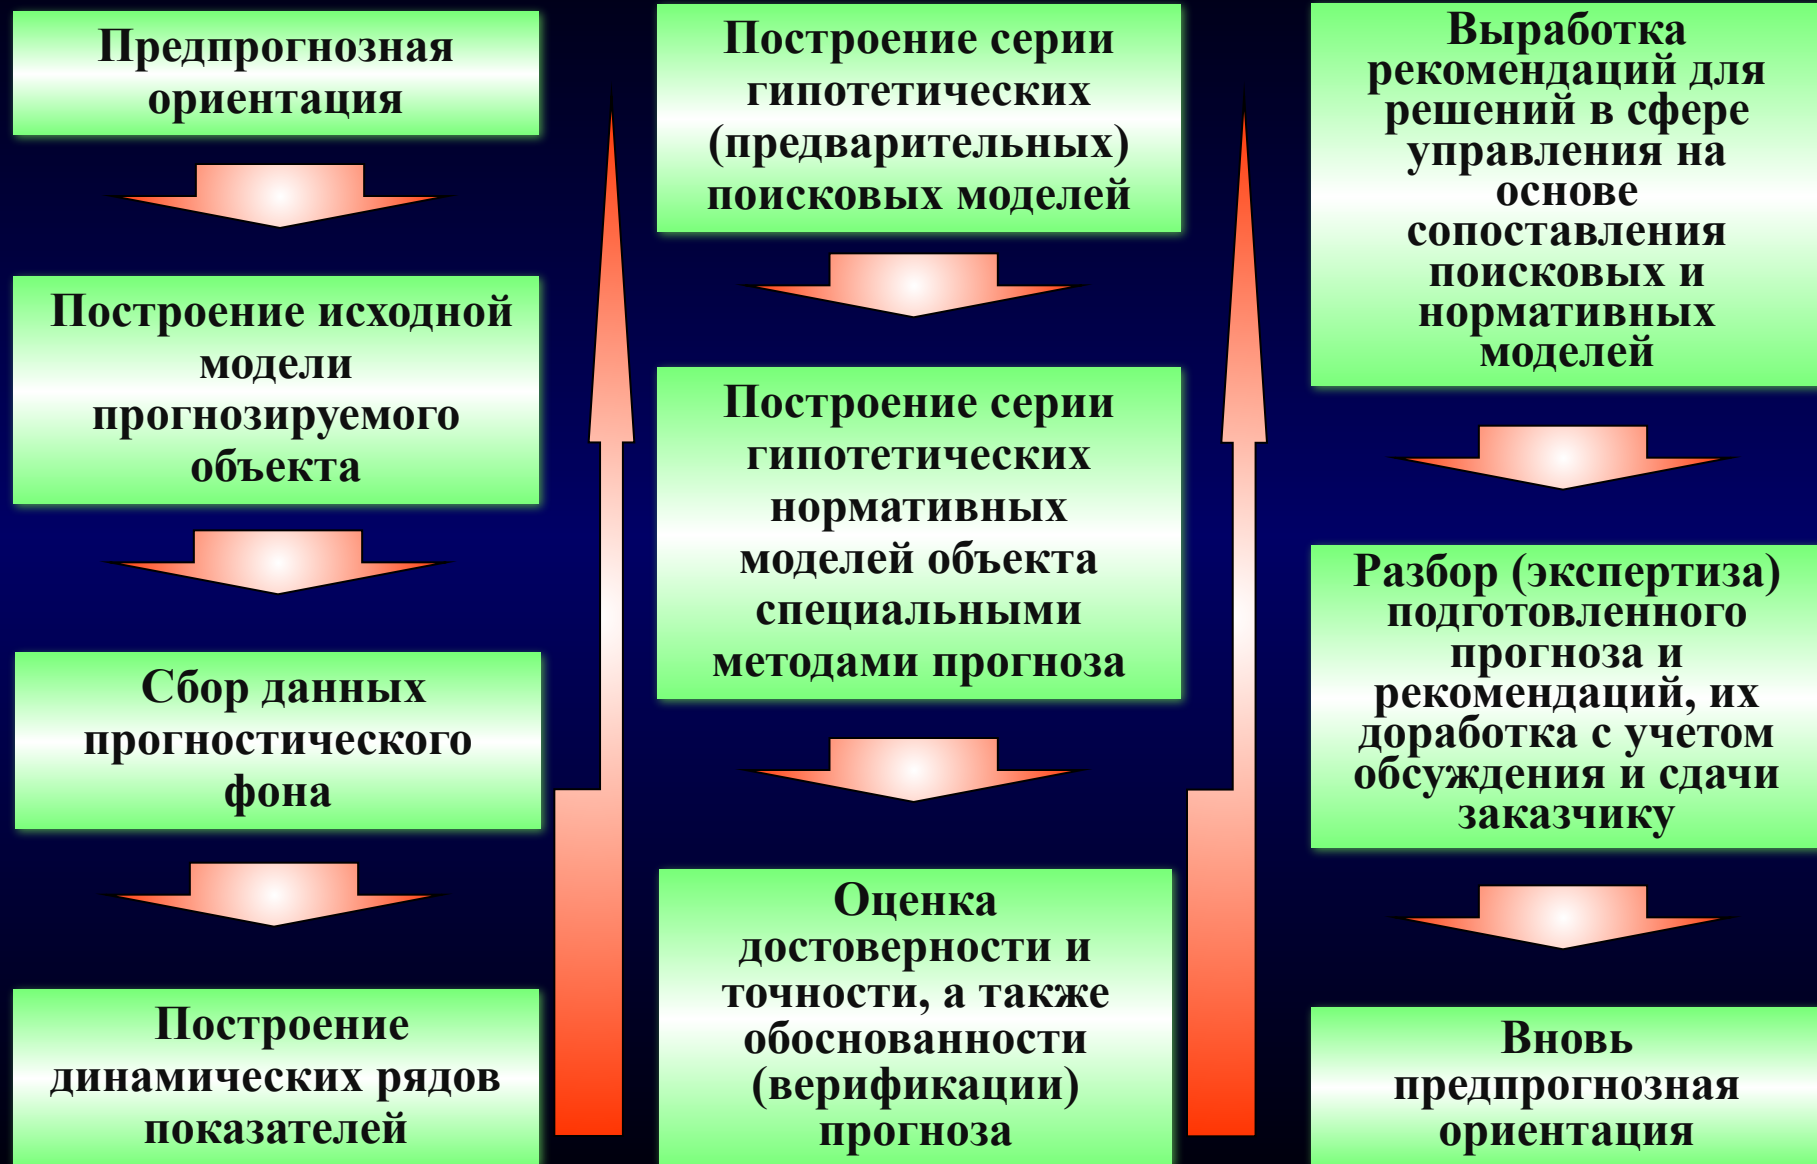 Предпрогнозная
ориентация
Построение исходной
модели
прогнозируемого
объекта
Сбор данных
прогностического
фона
Построение
динамических рядов
показателей
Построение серии
гипотетических
(предварительных)
поисковых моделей
Построение серии
гипотетических
нормативных
моделей объекта
специальными
методами прогноза
Оценка
достоверности и
точности, а также
обоснованности
(верификации)
прогноза
Выработка
рекомендаций для
решений в сфере
управления на
основе
сопоставления
поисковых и
нормативных
моделей
Разбор (экспертиза)
подготовленного
прогноза и
рекомендаций, их
доработка с учетом
обсуждения и сдачи
заказчику
Вновь
предпрогнозная
ориентация